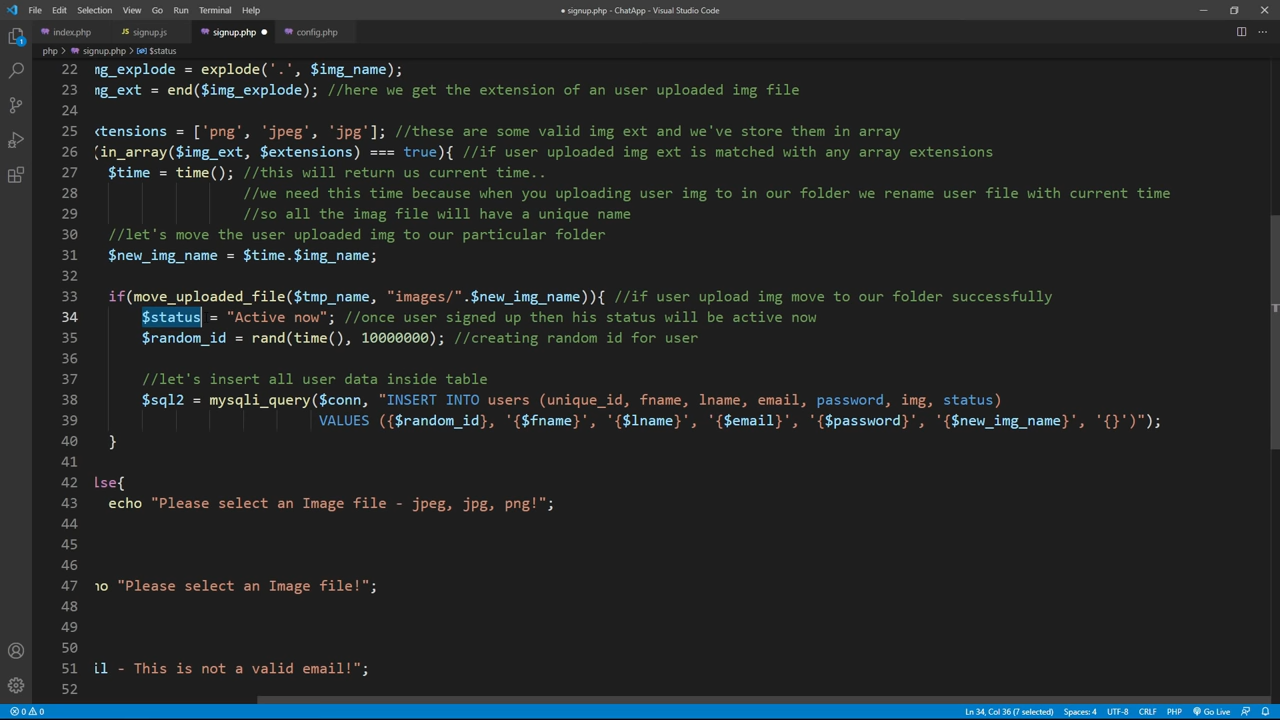 File Edit Selection View Go Run Terminal Help
● signup.php - ChatApp - Visual Studio Code
index.php JS signup.js signup.php ● config.php
php > signup.php > $status
22 mg_explode = explode('.', $img_name);
23 mg_ext = end($img_explode); //here we get the extension of an user uploaded img file
24
25 xtensions = ['png', 'jpeg', 'jpg']; //these are some valid img ext and we've store them in array
26 (in_array($img_ext, $extensions) === true){ //if user uploaded img ext is matched with any array extensions
27 $time = time(); //this will return us current time..
28 //we need this time because when you uploading user img to in our folder we rename user file with current time
29 //so all the imag file will have a unique name
30 //let's move the user uploaded img to our particular folder
31 $new_img_name = $time.$img_name;
32
33 if(move_uploaded_file($tmp_name, "images/".$new_img_name)){ //if user upload img move to our folder successfully
34 $status = "Active now"; //once user signed up then his status will be active now
35 $random_id = rand(time(), 10000000); //creating random id for user
36
37 //let's insert all user data inside table
38 $sql2 = mysqli_query($conn, "INSERT INTO users (unique_id, fname, lname, email, password, img, status)
39 VALUES ({$random_id}, '{$fname}', '{$lname}', '{$email}', '{$password}', '{$new_img_name}', '{}')");
40 }
41
42 lse{
43 echo "Please select an Image file - jpeg, jpg, png!";
44
45
46
47 ho "Please select an Image file!";
48
49
50
51 il - This is not a valid email!";
52
1
0 0 Ln 34, Col 36 (7 selected) Spaces: 4 UTF-8 CRLF PHP Go Live